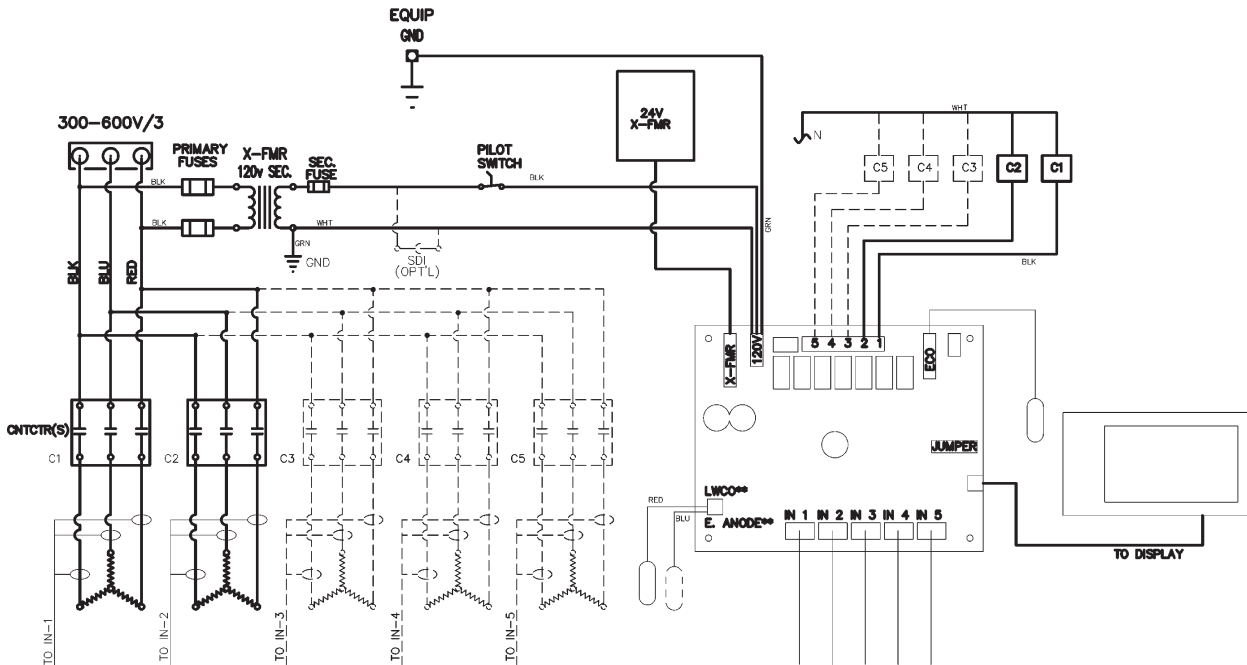 EQUIP
GND
300-600V/3
PRIMARY
FUSES
X-FMR
120v SEC.
SEC.
FUSE
PILOT
SWITCH
24V
X-FMR
WHT
N
C5
C4
C3
C2
C1
BLK
BLK
BLK
WHT
GRN
GND
SDI
(OPT'L)
GRN
BLK
BLK
BLU
RED
X-FMR
120V
5 4 3 2 1
ECO
CNTCTR(S)
C1
C2
C3
C4
C5
JUMPER
LWCO**
E. ANODE**
RED
BLU
IN 1
IN 2
IN 3
IN 4
IN 5
TO DISPLAY
TO IN-1
TO IN-2
TO IN-3
TO IN-4
TO IN-5